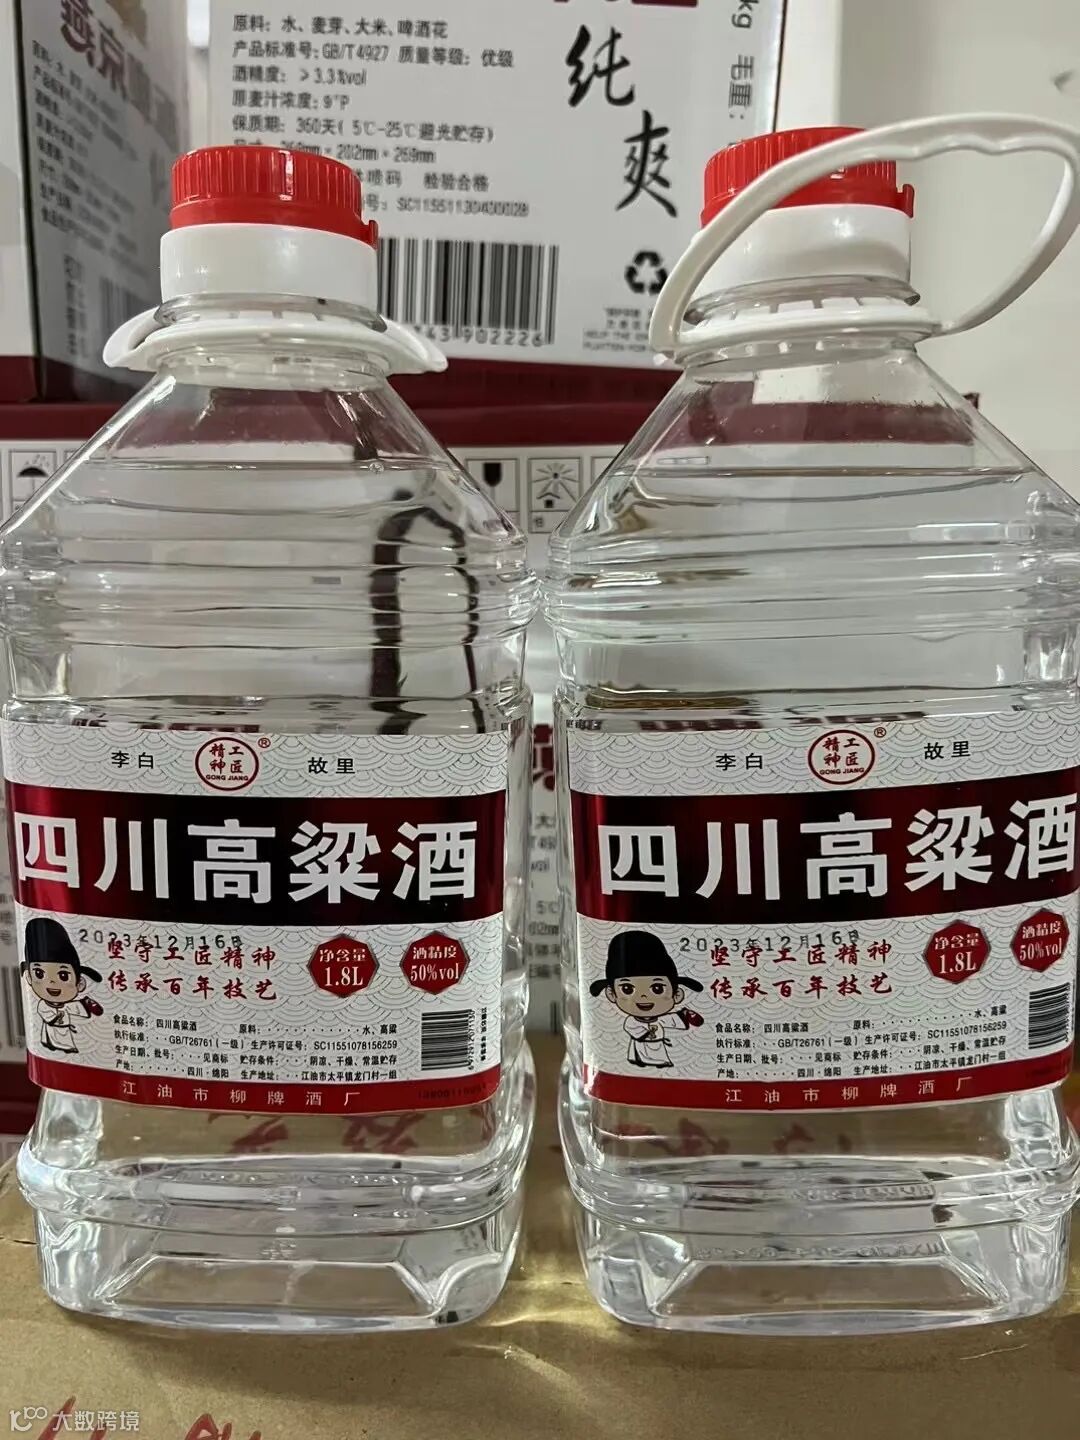 原料：水、麦芽、大米、啤酒花
产品标准号：GB/T4927 质量等级：优级
酒精度：≥3.3%vol
原麦汁浓度：9°P
保质期：360天（5℃-25℃避光贮存）
202mm×269mm
喷码 检验合格
SC11551130400028
902226
纯爽
kg 毛重：
李白
精工
神匠
GONG JIANG
®
故里
四川高粱酒
2023年12月16日
坚守工匠精神
传承百年技艺
净含量
1.8L
酒精度
50%vol
食品名称：四川高粱酒 原料：············水、高粱
执行标准：··GB/T26761（一级）生产许可证号：SC11551078156259
生产日期、批号：···见商标 贮存条件：··阴凉、干燥、常温贮存
产地：·······四川·绵阳 生产地址：··江油市太平镇龙门村一组
江油市柳牌酒厂
李白
精工
神匠
GONG JIANG
®
故里
四川高粱酒
2023年12月16日
坚守工匠精神
传承百年技艺
净含量
1.8L
酒精度
50%vol
食品名称：四川高粱酒 原料：············水、高粱
执行标准：··GB/T26761（一级）生产许可证号：SC11551078156259
生产日期、批号：···见商标 贮存条件：··阴凉、干燥、常温贮存
产地：·······四川·绵阳 生产地址：··江油市太平镇龙门村一组
江油市柳牌酒厂
大数跨境